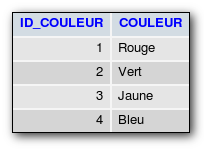 ID_COULEUR COULEUR
1 Rouge
2 Vert
3 Jaune
4 Bleu